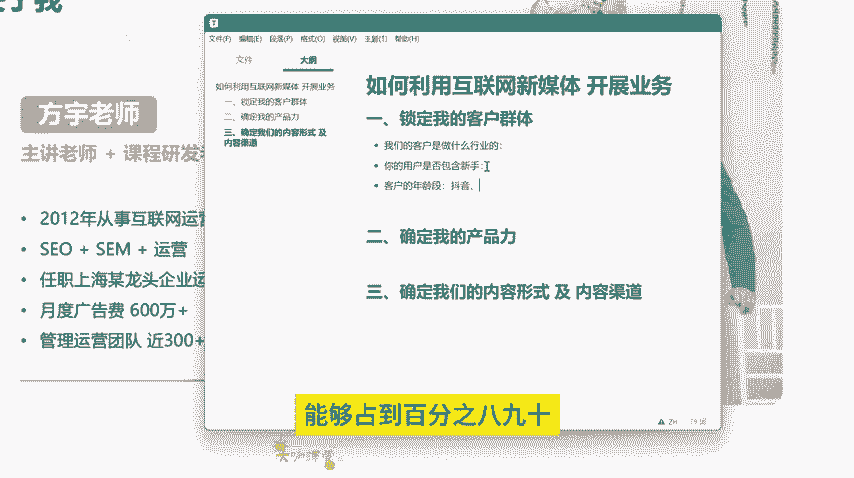 方宇老师
主讲老师 + 课程研发
• 2012年从事互联网运营
• SEO + SEM + 运营
• 任职上海某龙头企业运
• 月度广告费 600万+
• 管理运营团队 近300+
T
文件(F) 编辑(E) 段落(P) 格式(O) 视图(V) 主题(T) 帮助(H)
文件 大纲
如何利用互联网新媒体 开展业务
一、锁定我的客户群体
二、确定我的产品力
三、确定我们的内容形式 及
内容渠道
如何利用互联网新媒体 开展业务
一、锁定我的客户群体
• 我们的客户是做什么行业的:
• 你的用户是否包含新手:
• 客户的年龄段: 抖音、
二、确定我的产品力
三、确定我们的内容形式 及 内容渠道
能够占到百分之八九十